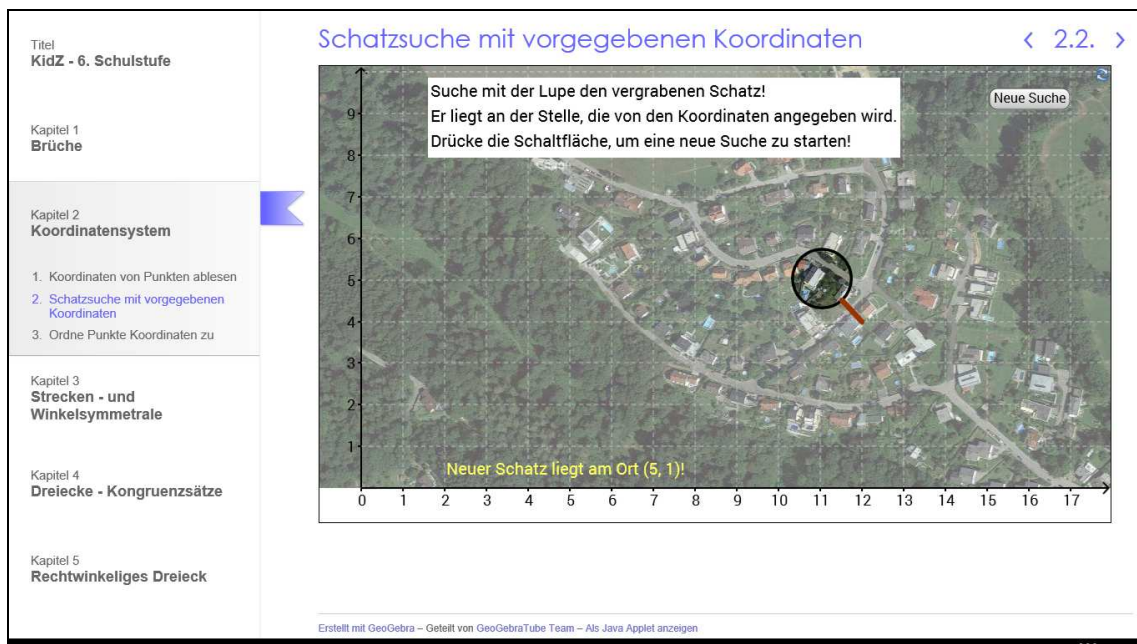 Titel
KidZ - 6. Schulstufe
Kapitel 1
Brüche
Kapitel 2
Koordinatensystem
1. Koordinaten von Punkten ablesen
2. Schatzsuche mit vorgegebenen
Koordinaten
3. Ordne Punkte Koordinaten zu
Kapitel 3
Strecken - und
Winkelsymmetrale
Kapitel 4
Dreiecke - Kongruenzsätze
Kapitel 5
Rechtwinkeliges Dreieck
Schatzsuche mit vorgegebenen Koordinaten
‹ 2.2. ›
Suche mit der Lupe den vergrabenen Schatz!
Er liegt an der Stelle, die von den Koordinaten angegeben wird.
Drücke die Schaltfläche, um eine neue Suche zu starten!
Neue Suche
9
8
7
6
5
4
3
2
1
Neuer Schatz liegt am Ort (5, 1)!
0 1 2 3 4 5 6 7 8 9 10 11 12 13 14 15 16 17
Erstellt mit GeoGebra – Geteilt von GeoGebraTube Team – Als Java Applet anzeigen